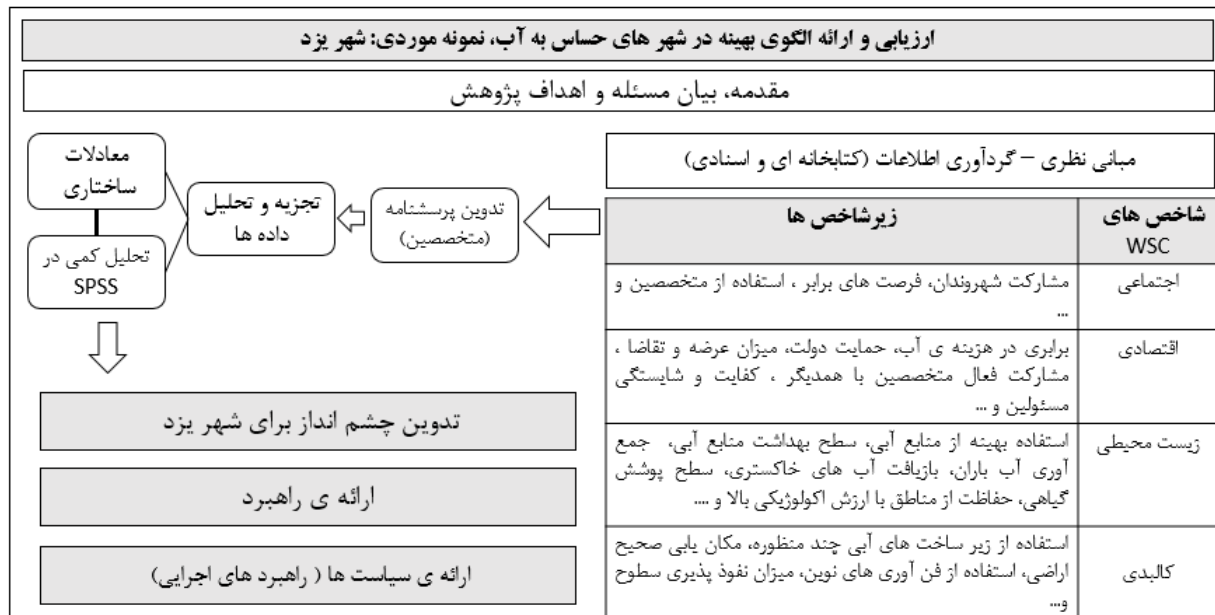 ارزیابی و ارائه الگوی بهینه در شهر های حساس به آب، نمونه موردی: شهر یزد
مقدمه، بیان مسئله و اهداف پژوهش
مبانی نظری – گردآوری اطلاعات (کتابخانه ای و اسنادی)
شاخص های
WSC
زیرشاخص ها
اجتماعی
مشارکت شهروندان، فرصت های برابر ، استفاده از متخصصین و
...
اقتصادی
برابری در هزینه ی آب، حمایت دولت، میزان عرضه و تقاضا ،
مشارکت فعال متخصصین با همدیگر ، کفایت و شایستگی
مسئولین و ...
زیست محیطی
استفاده بهینه از منابع آبی، سطح بهداشت منابع آبی، جمع
آوری آب باران، بازیافت آب های خاکستری، سطح پوشش
گیاهی، حفاظت از مناطق با ارزش اکولوژیکی بالا و ....
کالبدی
استفاده از زیر ساخت های آبی چند منظوره، مکان یابی صحیح
اراضی، استفاده از فن آوری های نوین، میزان نفوذ پذیری سطوح
و...
تدوین پرسشنامه
(متخصصین)
تجزیه و تحلیل
داده ها
معادلات
ساختاری
تحلیل کمی در
SPSS
تدوین چشم انداز برای شهر یزد
ارائه ی راهبرد
ارائه ی سیاست ها ( راهبرد های اجرایی)